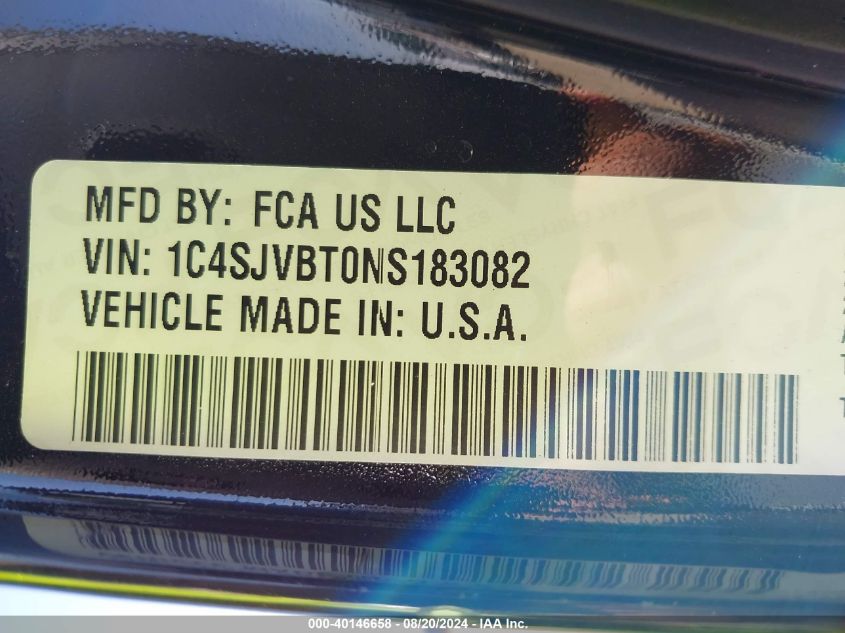 MFD BY: FCA US LLC
VIN: 1C4SJVBT0NS183082
VEHICLE MADE IN: U.S.A.
000-40146658 - 08/20/2024 - IAA Inc.